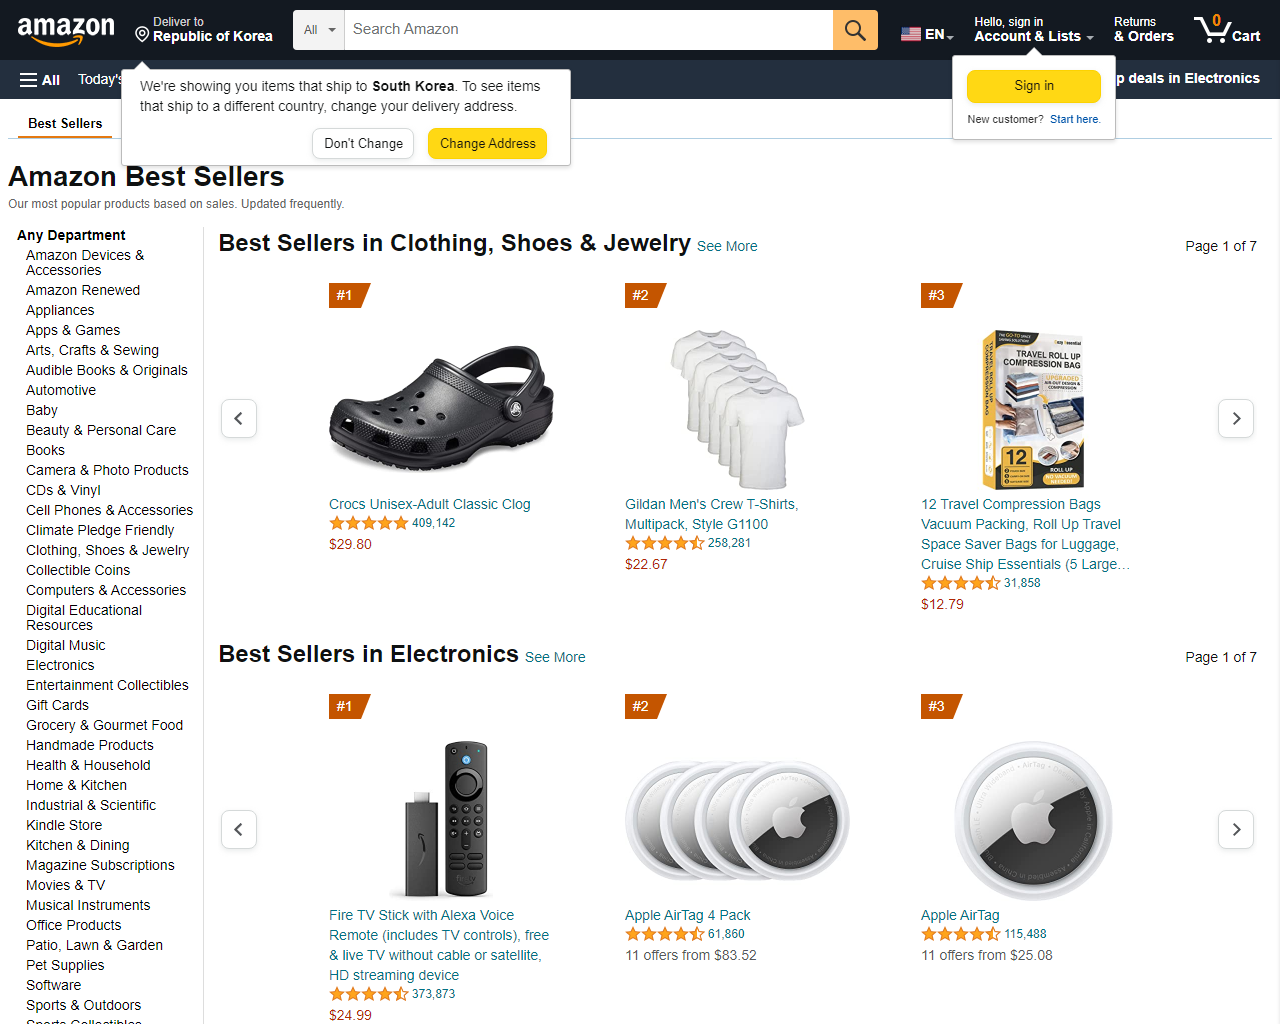 amazon
Deliver to
Republic of Korea
All
Search Amazon
EN
Hello, sign in
Account & Lists
Returns
& Orders
0
Cart
All
Today's
p deals in Electronics
We're showing you items that ship to South Korea. To see items
that ship to a different country, change your delivery address.
Don't Change
Change Address
Sign in
New customer? Start here.
Best Sellers
Amazon Best Sellers
Our most popular products based on sales. Updated frequently.
Any Department
Amazon Devices &
Accessories
Amazon Renewed
Appliances
Apps & Games
Arts, Crafts & Sewing
Audible Books & Originals
Automotive
Baby
Beauty & Personal Care
Books
Camera & Photo Products
CDs & Vinyl
Cell Phones & Accessories
Climate Pledge Friendly
Clothing, Shoes & Jewelry
Collectible Coins
Computers & Accessories
Digital Educational
Resources
Digital Music
Electronics
Entertainment Collectibles
Gift Cards
Grocery & Gourmet Food
Handmade Products
Health & Household
Home & Kitchen
Industrial & Scientific
Kindle Store
Kitchen & Dining
Magazine Subscriptions
Movies & TV
Musical Instruments
Office Products
Patio, Lawn & Garden
Pet Supplies
Software
Sports & Outdoors
Sports Collectibles
Best Sellers in Clothing, Shoes & Jewelry See More
Page 1 of 7
#1
Crocs Unisex-Adult Classic Clog
409,142
$29.80
#2
Gildan Men's Crew T-Shirts,
Multipack, Style G1100
258,281
$22.67
#3
TRAVEL ROLL UP
COMPRESSION BAG
UPGRADED
12
ROLL UP
NO VACUUM
NEEDED!
12 Travel Compression Bags
Vacuum Packing, Roll Up Travel
Space Saver Bags for Luggage,
Cruise Ship Essentials (5 Large…
31,858
$12.79
Best Sellers in Electronics See More
Page 1 of 7
#1
Fire TV Stick with Alexa Voice
Remote (includes TV controls), free
& live TV without cable or satellite,
HD streaming device
373,873
$24.99
#2
Apple AirTag 4 Pack
61,860
11 offers from $83.52
#3
Apple AirTag
115,488
11 offers from $25.08